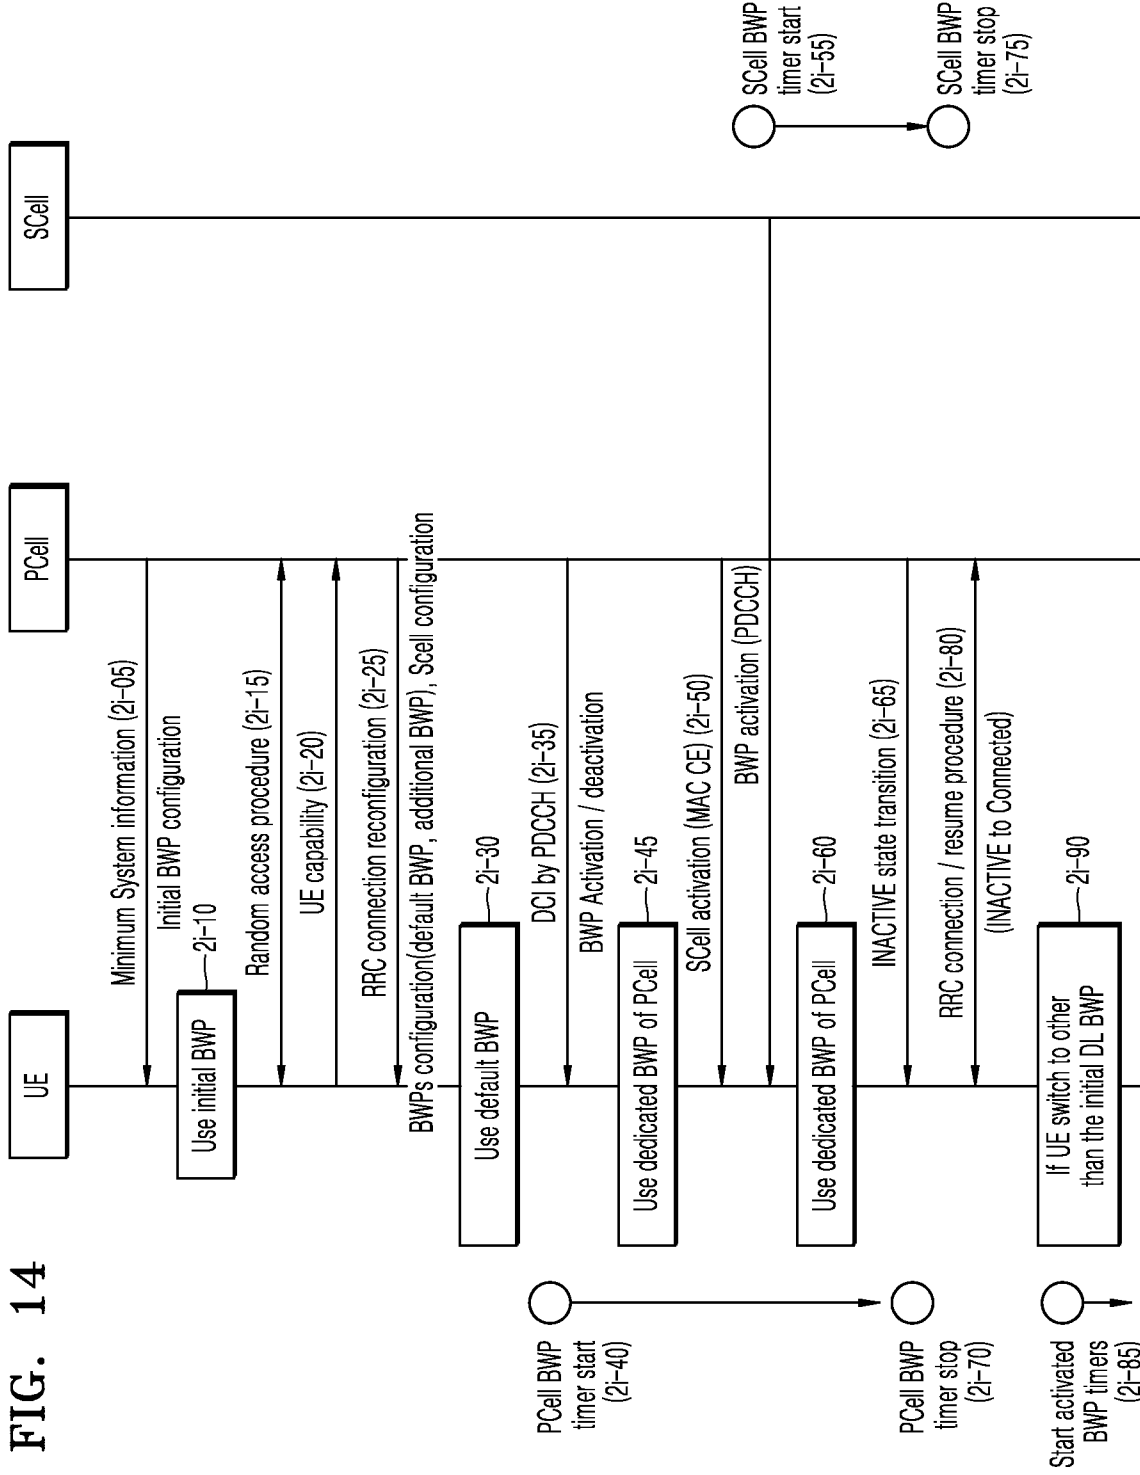 FIG. 14
UE
PCell
SCell
Minimum System information (2i-05)
Initial BWP configuration
Use initial BWP
2i-10
Random access procedure (2i-15)
UE capability (2i-20)
RRC connection reconfiguration (2i-25)
BWPs configuration(default BWP, additional BWP), Scell configuration
Use default BWP
2i-30
DCI by PDCCH (2i-35)
BWP Activation / deactivation
PCell BWP
timer start
(2i-40)
Use dedicated BWP of PCell
2i-45
SCell activation (MAC CE) (2i-50)
BWP activation (PDCCH)
SCell BWP
timer start
(2i-55)
Use dedicated BWP of PCell
2i-60
INACTIVE state transition (2i-65)
PCell BWP
timer stop
(2i-70)
SCell BWP
timer stop
(2i-75)
RRC connection / resume procedure (2i-80)
(INACTIVE to Connected)
Start activated
BWP timers
(2i-85)
If UE switch to other
than the initial DL BWP
2i-90